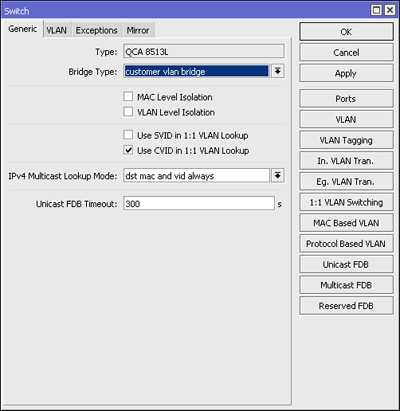 Switch
Generic VLAN Exceptions Mirror
Type: QCA 8513L
Bridge Type: customer vlan bridge
MAC Level Isolation
VLAN Level Isolation
Use SVID in 1:1 VLAN Lookup
Use CVID in 1:1 VLAN Lookup
IPv4 Multicast Lookup Mode: dst mac and vid always
Unicast FDB Timeout: 300 s
OK
Cancel
Apply
Ports
VLAN
VLAN Tagging
In. VLAN Tran.
Eg. VLAN Tran.
1:1 VLAN Switching
MAC Based VLAN
Protocol Based VLAN
Unicast FDB
Multicast FDB
Reserved FDB